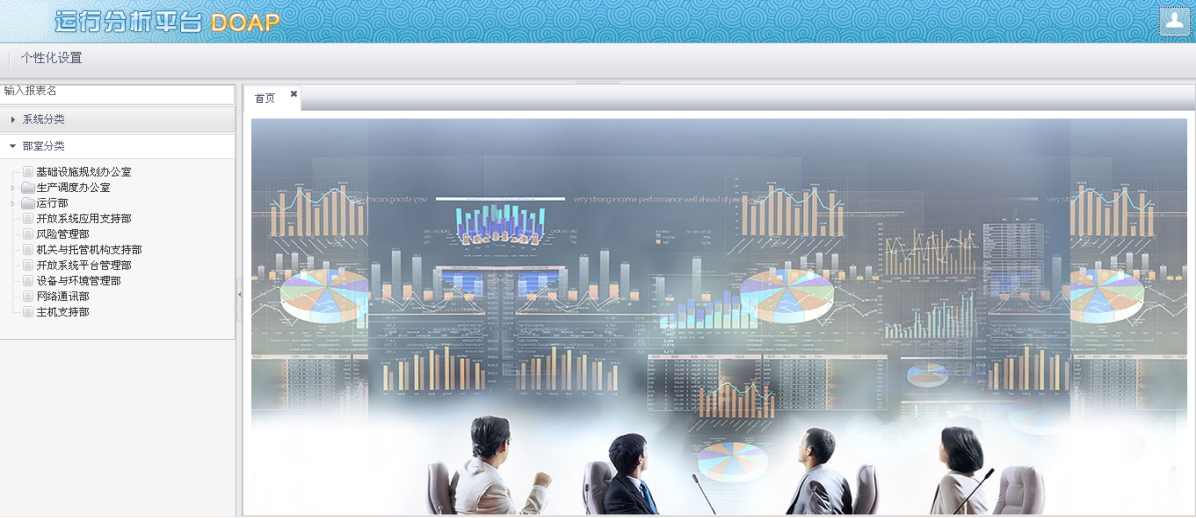 运行分析平台 DOAP
个性化设置
输入报表名
首页
系统分类
部室分类
基础设施规划办公室
生产调度办公室
运行部
开放系统应用支持部
风险管理部
机关与托管机构支持部
开放系统平台管理部
设备与环境管理部
网络通讯部
主机支持部
very strong income performance well ahead of
very st